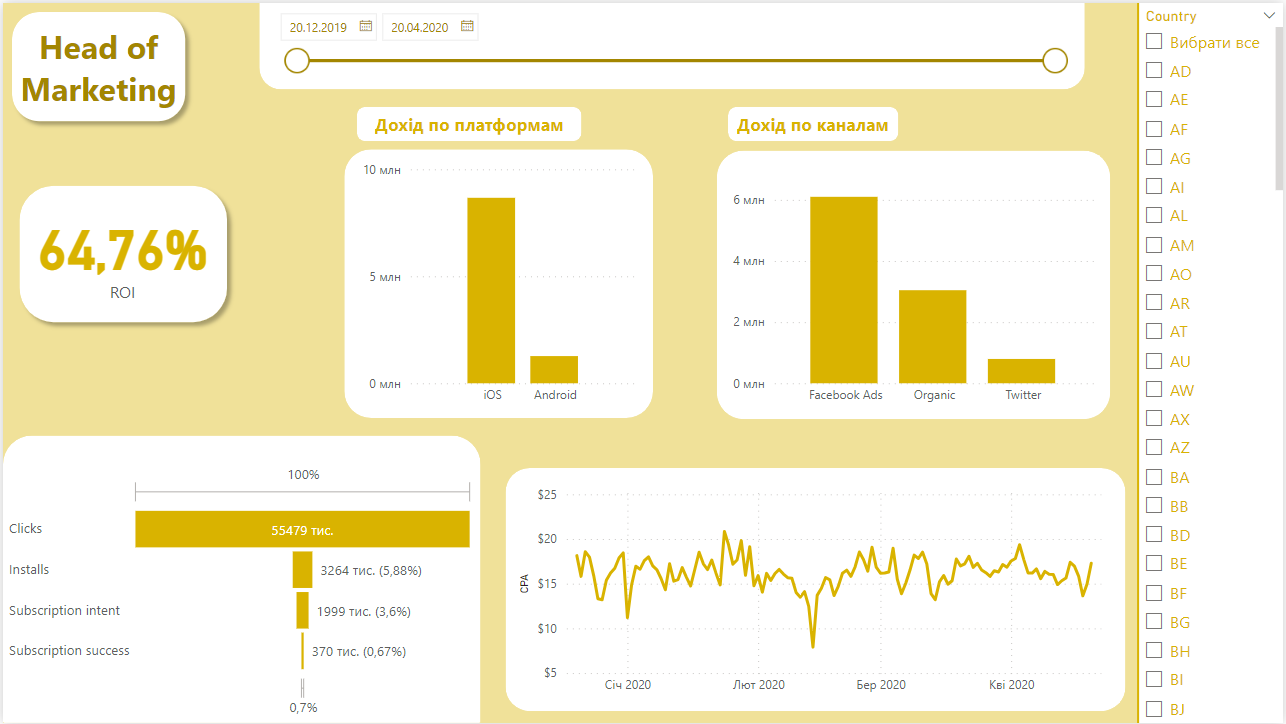 Head of
Marketing
20.12.2019
20.04.2020
64,76%
ROI
Дохід по платформам
10 млн
5 млн
0 млн
iOS
Android
Дохід по каналам
6 млн
4 млн
2 млн
0 млн
Facebook Ads
Organic
Twitter
100%
Clicks
55479 тис.
Installs
3264 тис. (5,88%)
Subscription intent
1999 тис. (3,6%)
Subscription success
370 тис. (0,67%)
0,7%
CPA
$25
$20
$15
$10
$5
Січ 2020
Лют 2020
Бер 2020
Кві 2020
Country
Вибрати все
AD
AE
AF
AG
AI
AL
AM
AO
AR
AT
AU
AW
AX
AZ
BA
BB
BD
BE
BF
BG
BH
BI
BJ